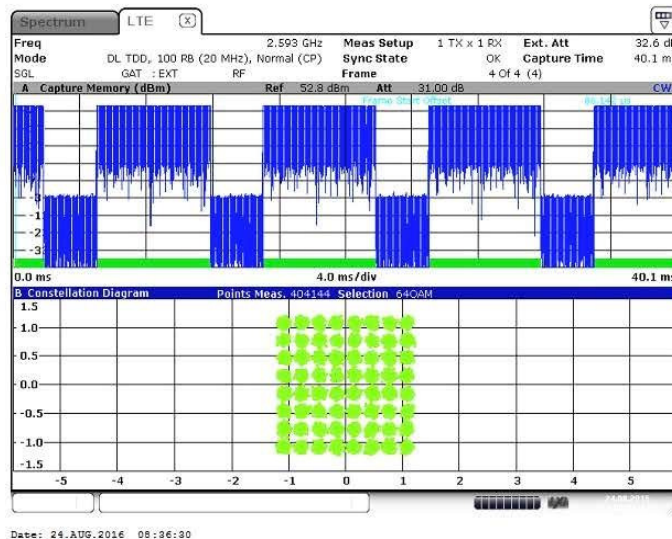 Spectrum LTE X
Freq 2.593 GHz Meas Setup 1 TX x 1 RX Ext. Att 32.6 d
Mode DL TDD, 100 RB (20 MHz), Normal (CP) Sync State OK Capture Time 40.1 m
SGL GAT : EXT RF Frame 4 Of 4 (4)
A Capture Memory (dBm) Ref 52.8 dBm Att 31.00 dB CW
Frame Start Offset
0.0 ms 4.0 ms/div 40.1 ms
B Constellation Diagram Points Meas. 404144 Selection 64QAM
1.5
1.0
0.5
0.0
-0.5
-1.0
-1.5
-5 -4 -3 -2 -1 0 1 2 3 4 5
24.08.2016
Date: 24.AUG.2016 08:36:30